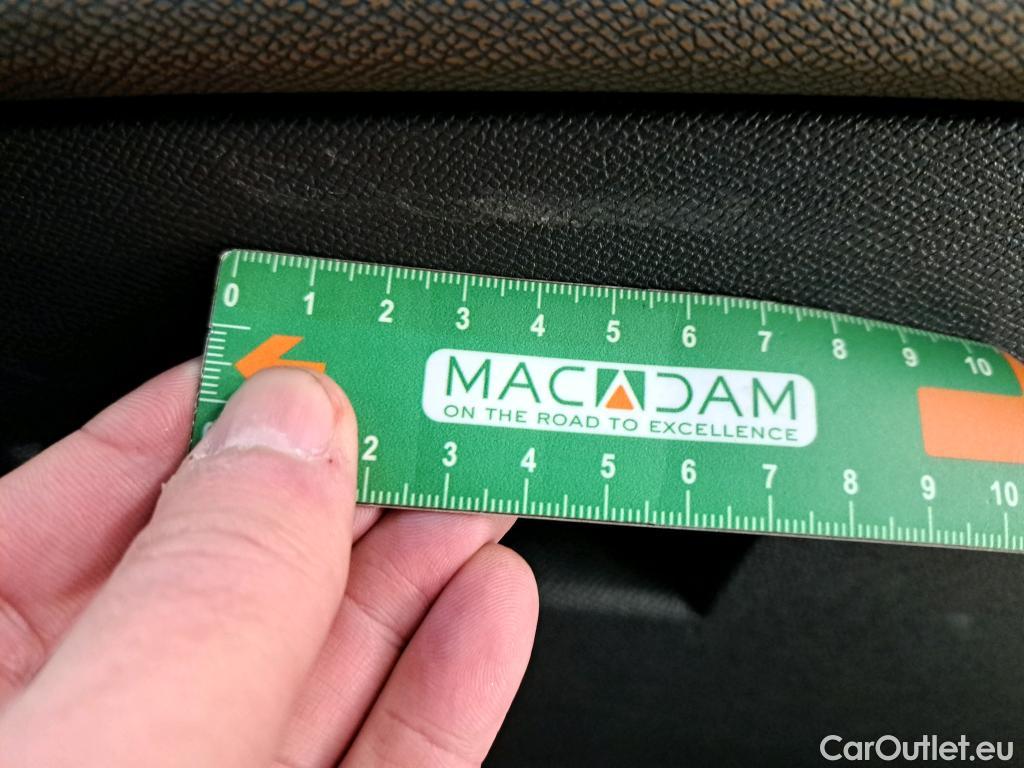 0 1 2 3 4 5 6 7 8 9 10
MACADAM
ON THE ROAD TO EXCELLENCE
2 3 4 5 6 7 8 9 10
CarOutlet.eu